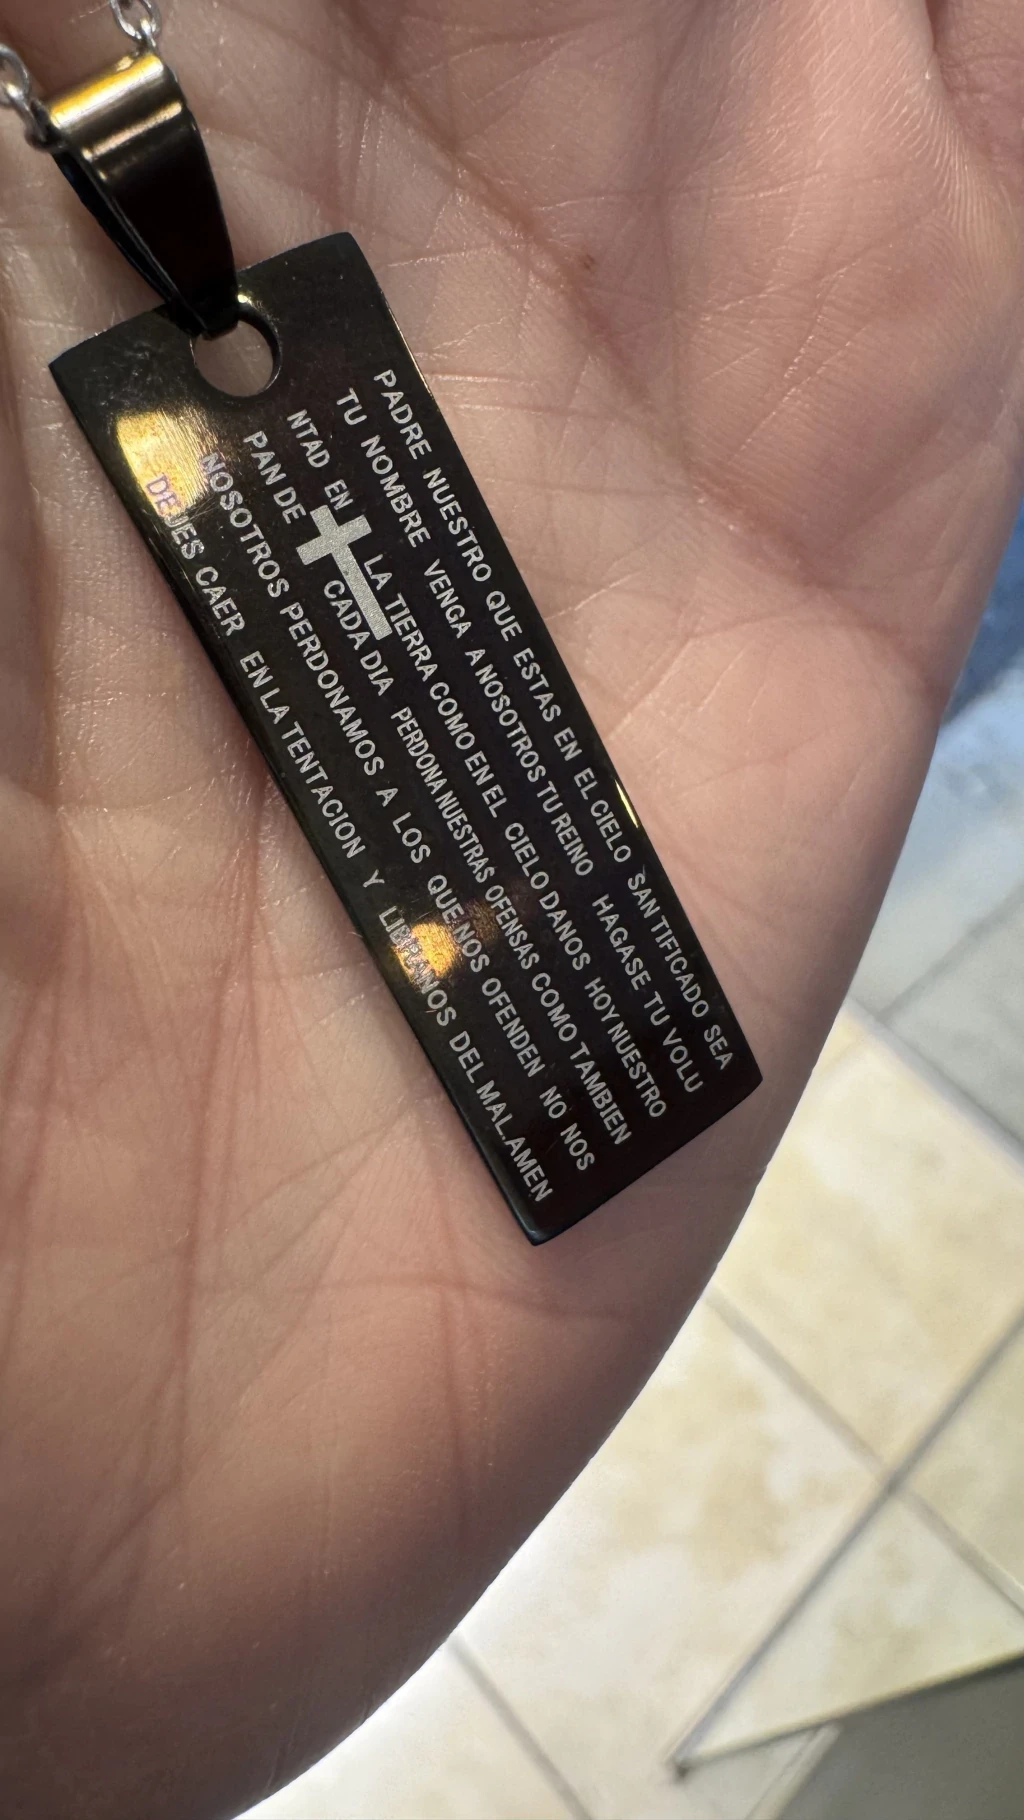 PADRE NUESTRO QUE ESTAS EN EL CIELO SANTIFICADO SEA
TU NOMBRE VENGA A NOSOTROS TU REINO HAGASE TU VOLU
NTAD EN LA TIERRA COMO EN EL CIELO DANOS HOY NUESTRO
PAN DE CADA DIA PERDONA NUESTRAS OFENSAS COMO TAMBIEN
NOSOTROS PERDONAMOS A LOS QUE NOS OFENDEN NO NOS
DEJES CAER EN LA TENTACION Y LIBRANOS DEL MAL.AMEN